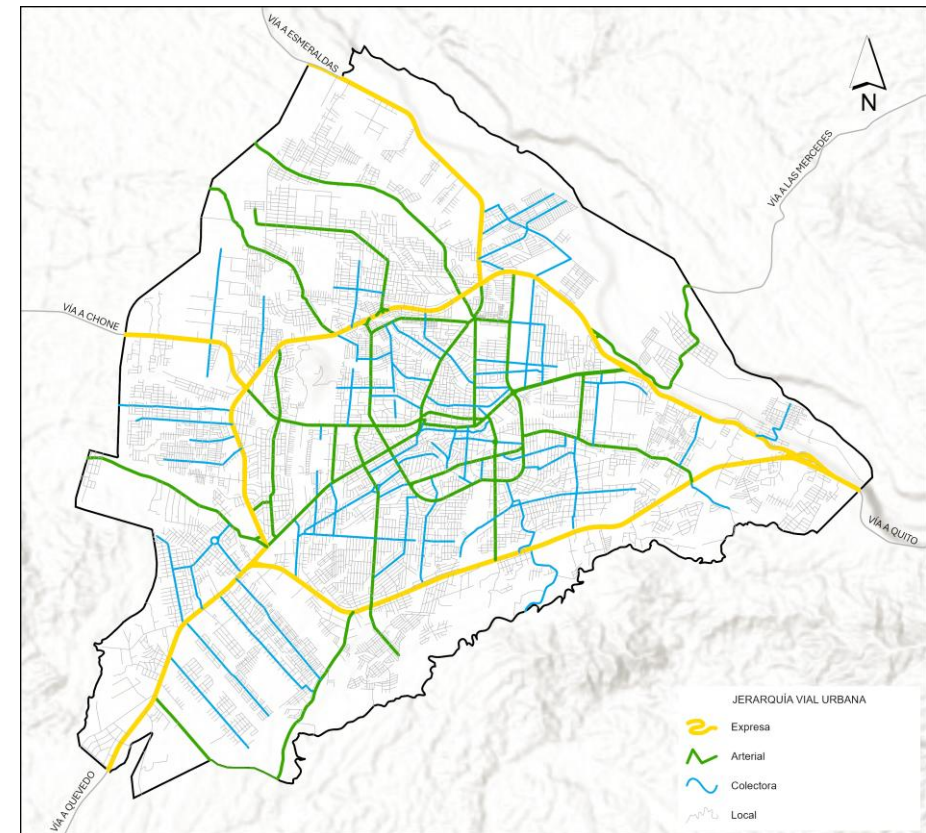 VÍA A ESMERALDAS
N
VÍA A LAS MERCEDES
VÍA A CHONE
VÍA A QUITO
VÍA A QUEVEDO
JERARQUÍA VIAL URBANA
Expresa
Arterial
Colectora
Local